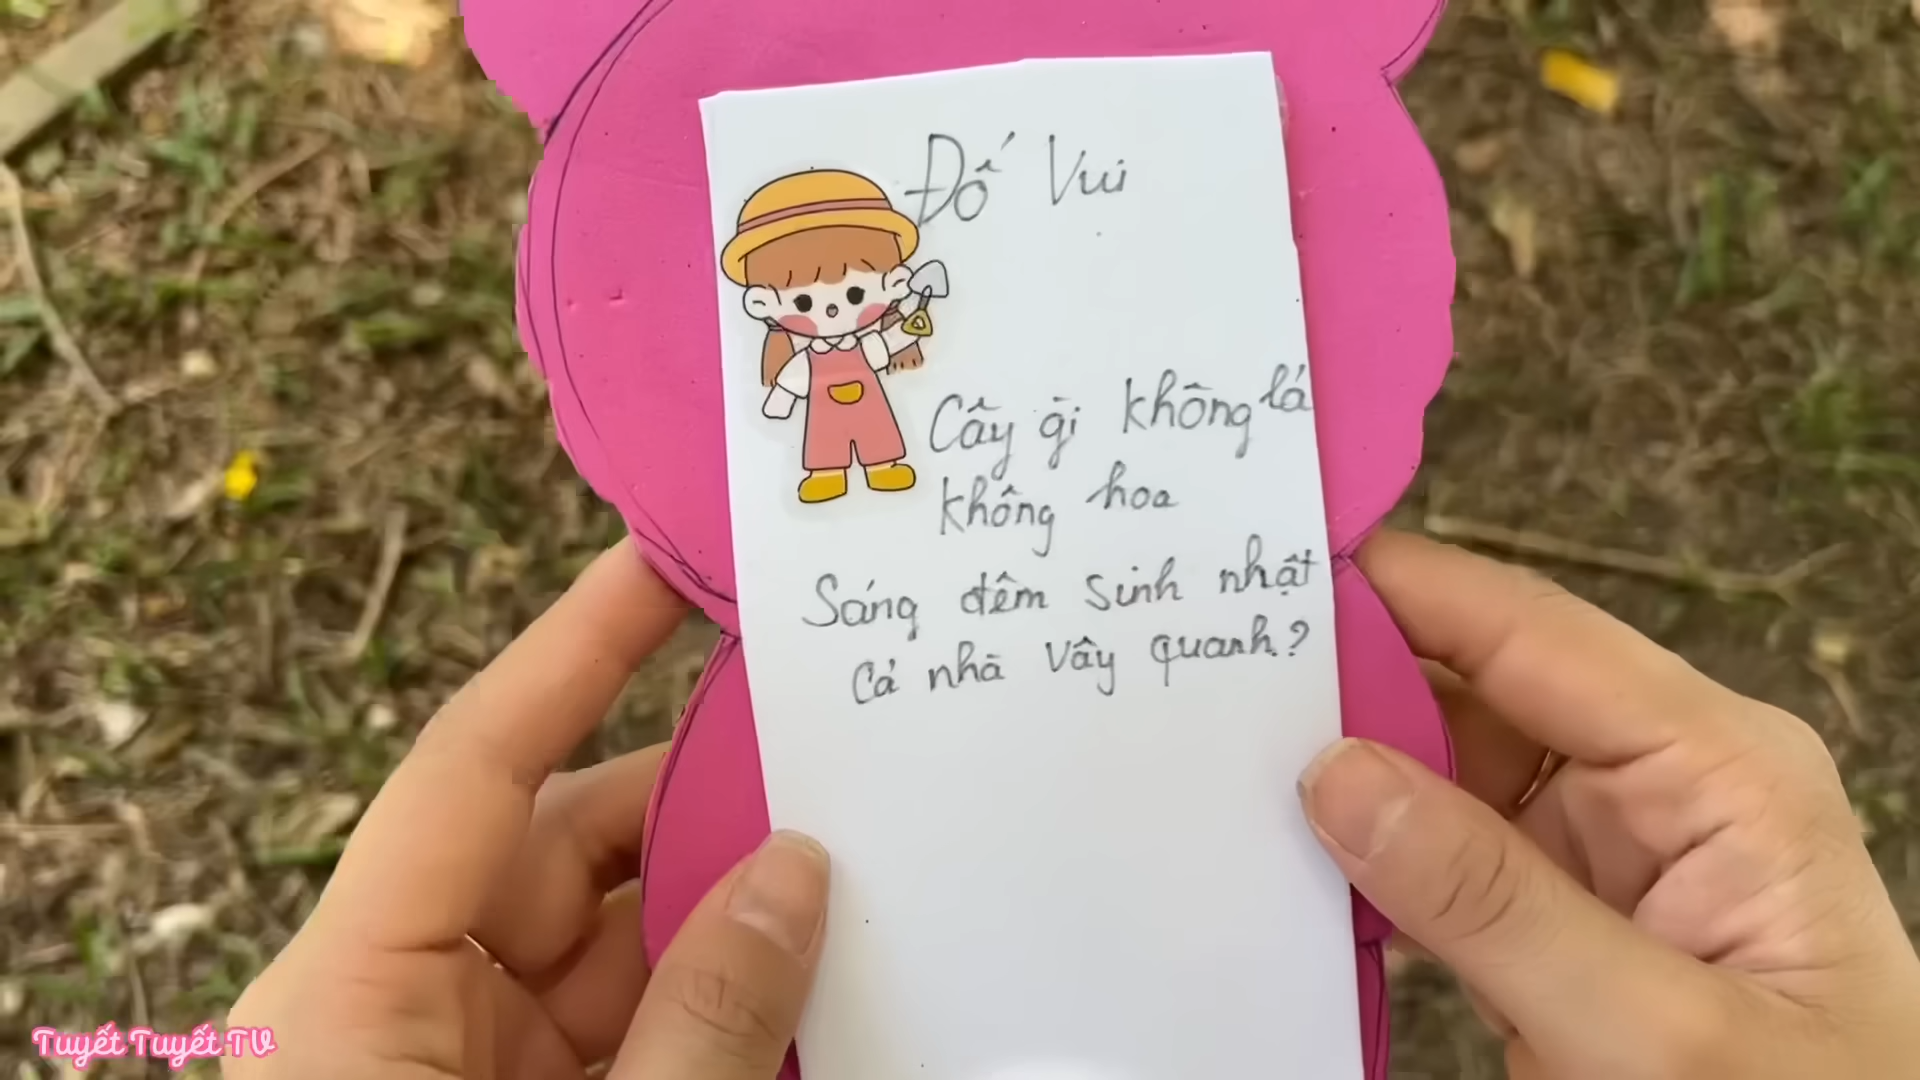 Đố Vui
Cây gì không lá
không hoa
Sáng đêm sinh nhật
Cả nhà vây quanh?
Tuyết Tuyết TV